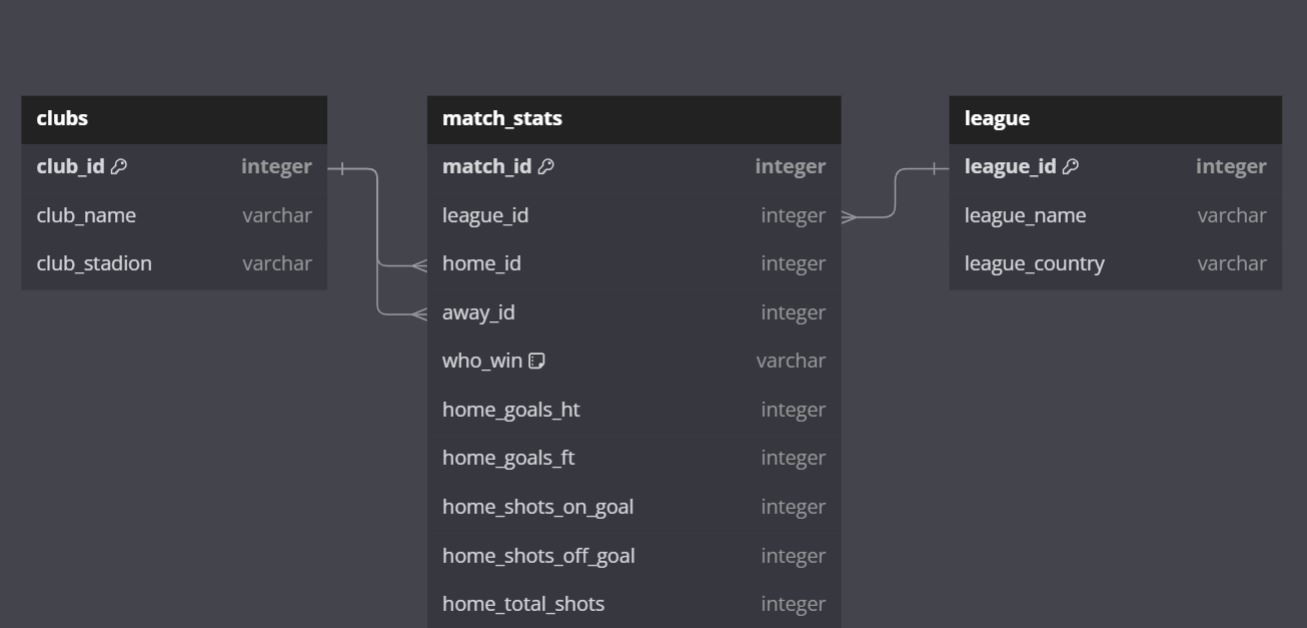 clubs
club_id integer
club_name varchar
club_stadion varchar
match_stats
match_id integer
league_id integer
home_id integer
away_id integer
who_win varchar
home_goals_ht integer
home_goals_ft integer
home_shots_on_goal integer
home_shots_off_goal integer
home_total_shots integer
league
league_id integer
league_name varchar
league_country varchar